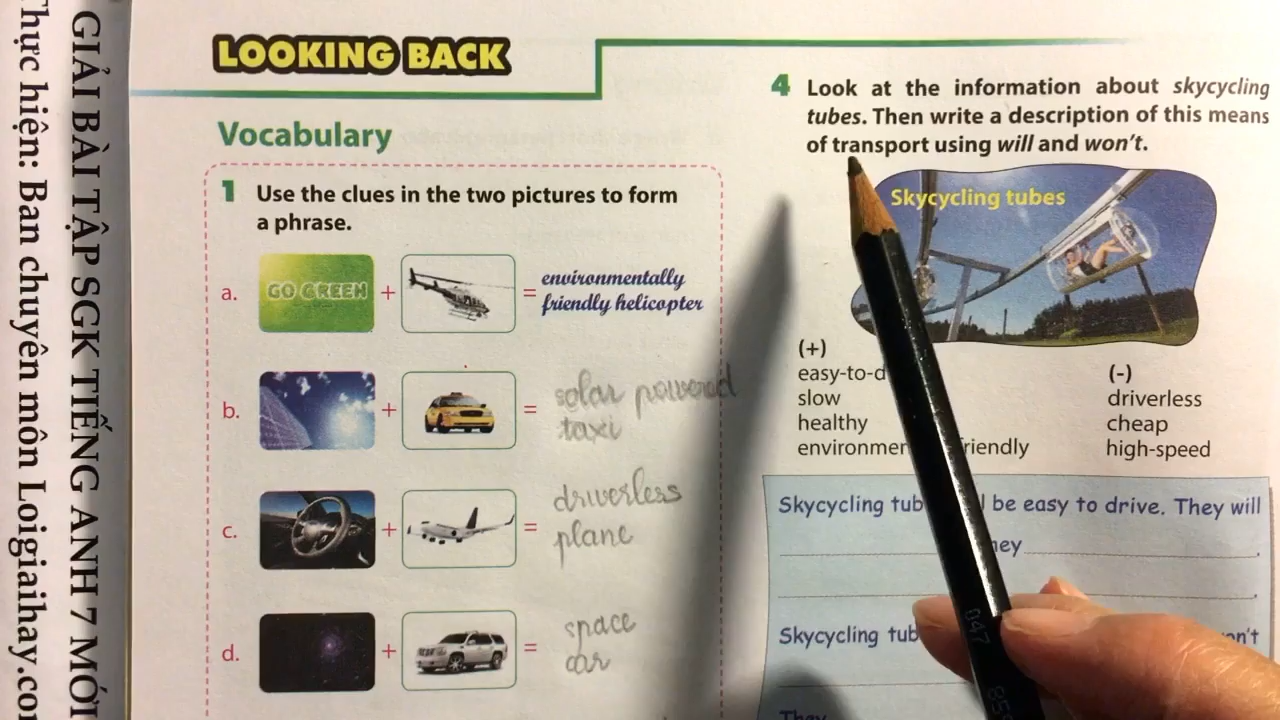 GIẢI BÀI TẬP SGK TIẾNG ANH 7 MỚI
Thực hiện: Ban chuyên môn Loigiaihay.com
LOOKING BACK
Vocabulary
1 Use the clues in the two pictures to form
a phrase.
a. GO GREEN + = environmentally
friendly helicopter
b. + = solar powered
taxi
c. + = driverless
plane
d. + = space
car
4 Look at the information about skycycling
tubes. Then write a description of this means
of transport using will and won't.
Skycycling tubes
(+)
slow
healthy
(-)
driverless
cheap
high-speed
Skycycling be easy to drive. They will
Skycycling
They